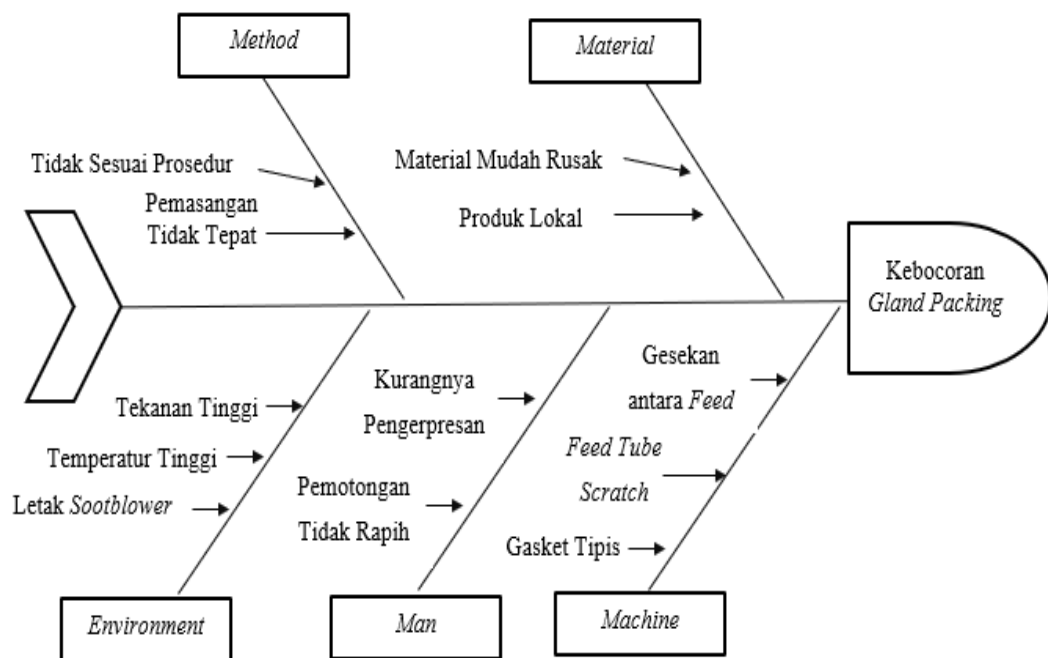 Method
Material
Tidak Sesuai Prosedur
Pemasangan
Tidak Tepat
Material Mudah Rusak
Produk Lokal
Kebocoran
Gland Packing
Tekanan Tinggi
Temperatur Tinggi
Letak Sootblower
Kurangnya
Pengerpresan
Pemotongan
Tidak Rapih
Gesekan
antara Feed
Feed Tube
Scratch
Gasket Tipis
Environment
Man
Machine